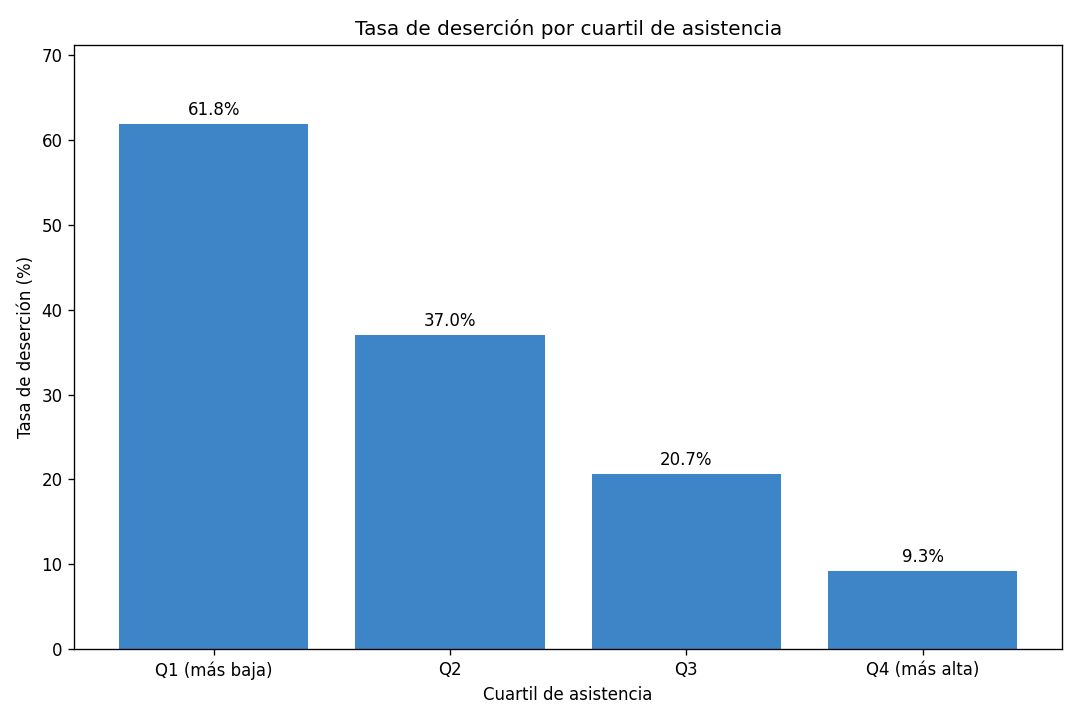 Tasa de deserción por cuartil de asistencia
Tasa de deserción (%)
70
60
50
40
30
20
10
0
61.8%
37.0%
20.7%
9.3%
Q1 (más baja)
Q2
Q3
Q4 (más alta)
Cuartil de asistencia